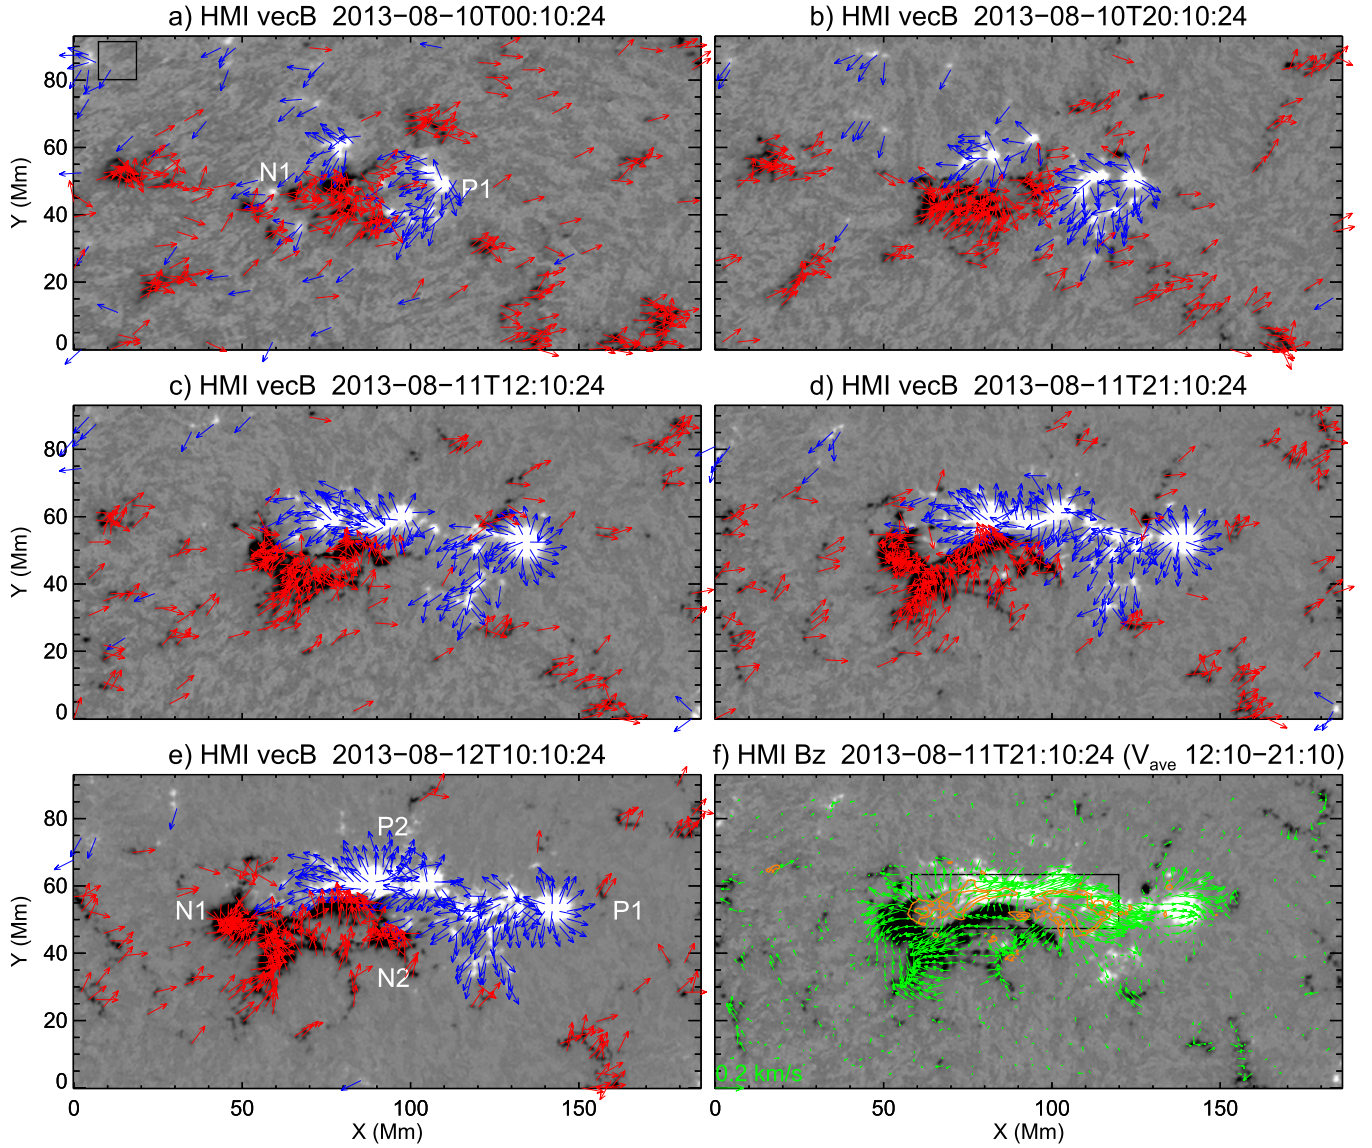 a) HMI vecB 2013−08−10T00:10:24
b) HMI vecB 2013−08−10T20:10:24
80
60
40
20
0
Y (Mm)
N1
P1
c) HMI vecB 2013−08−11T12:10:24
d) HMI vecB 2013−08−11T21:10:24
80
60
40
20
0
Y (Mm)
e) HMI vecB 2013−08−12T10:10:24
f) HMI Bz 2013−08−11T21:10:24 (Vave 12:10−21:10)
80
60
40
20
0
Y (Mm)
P2
N1
P1
N2
0.2 km/s
0 50 100 150
0 50 100 150
X (Mm)
X (Mm)